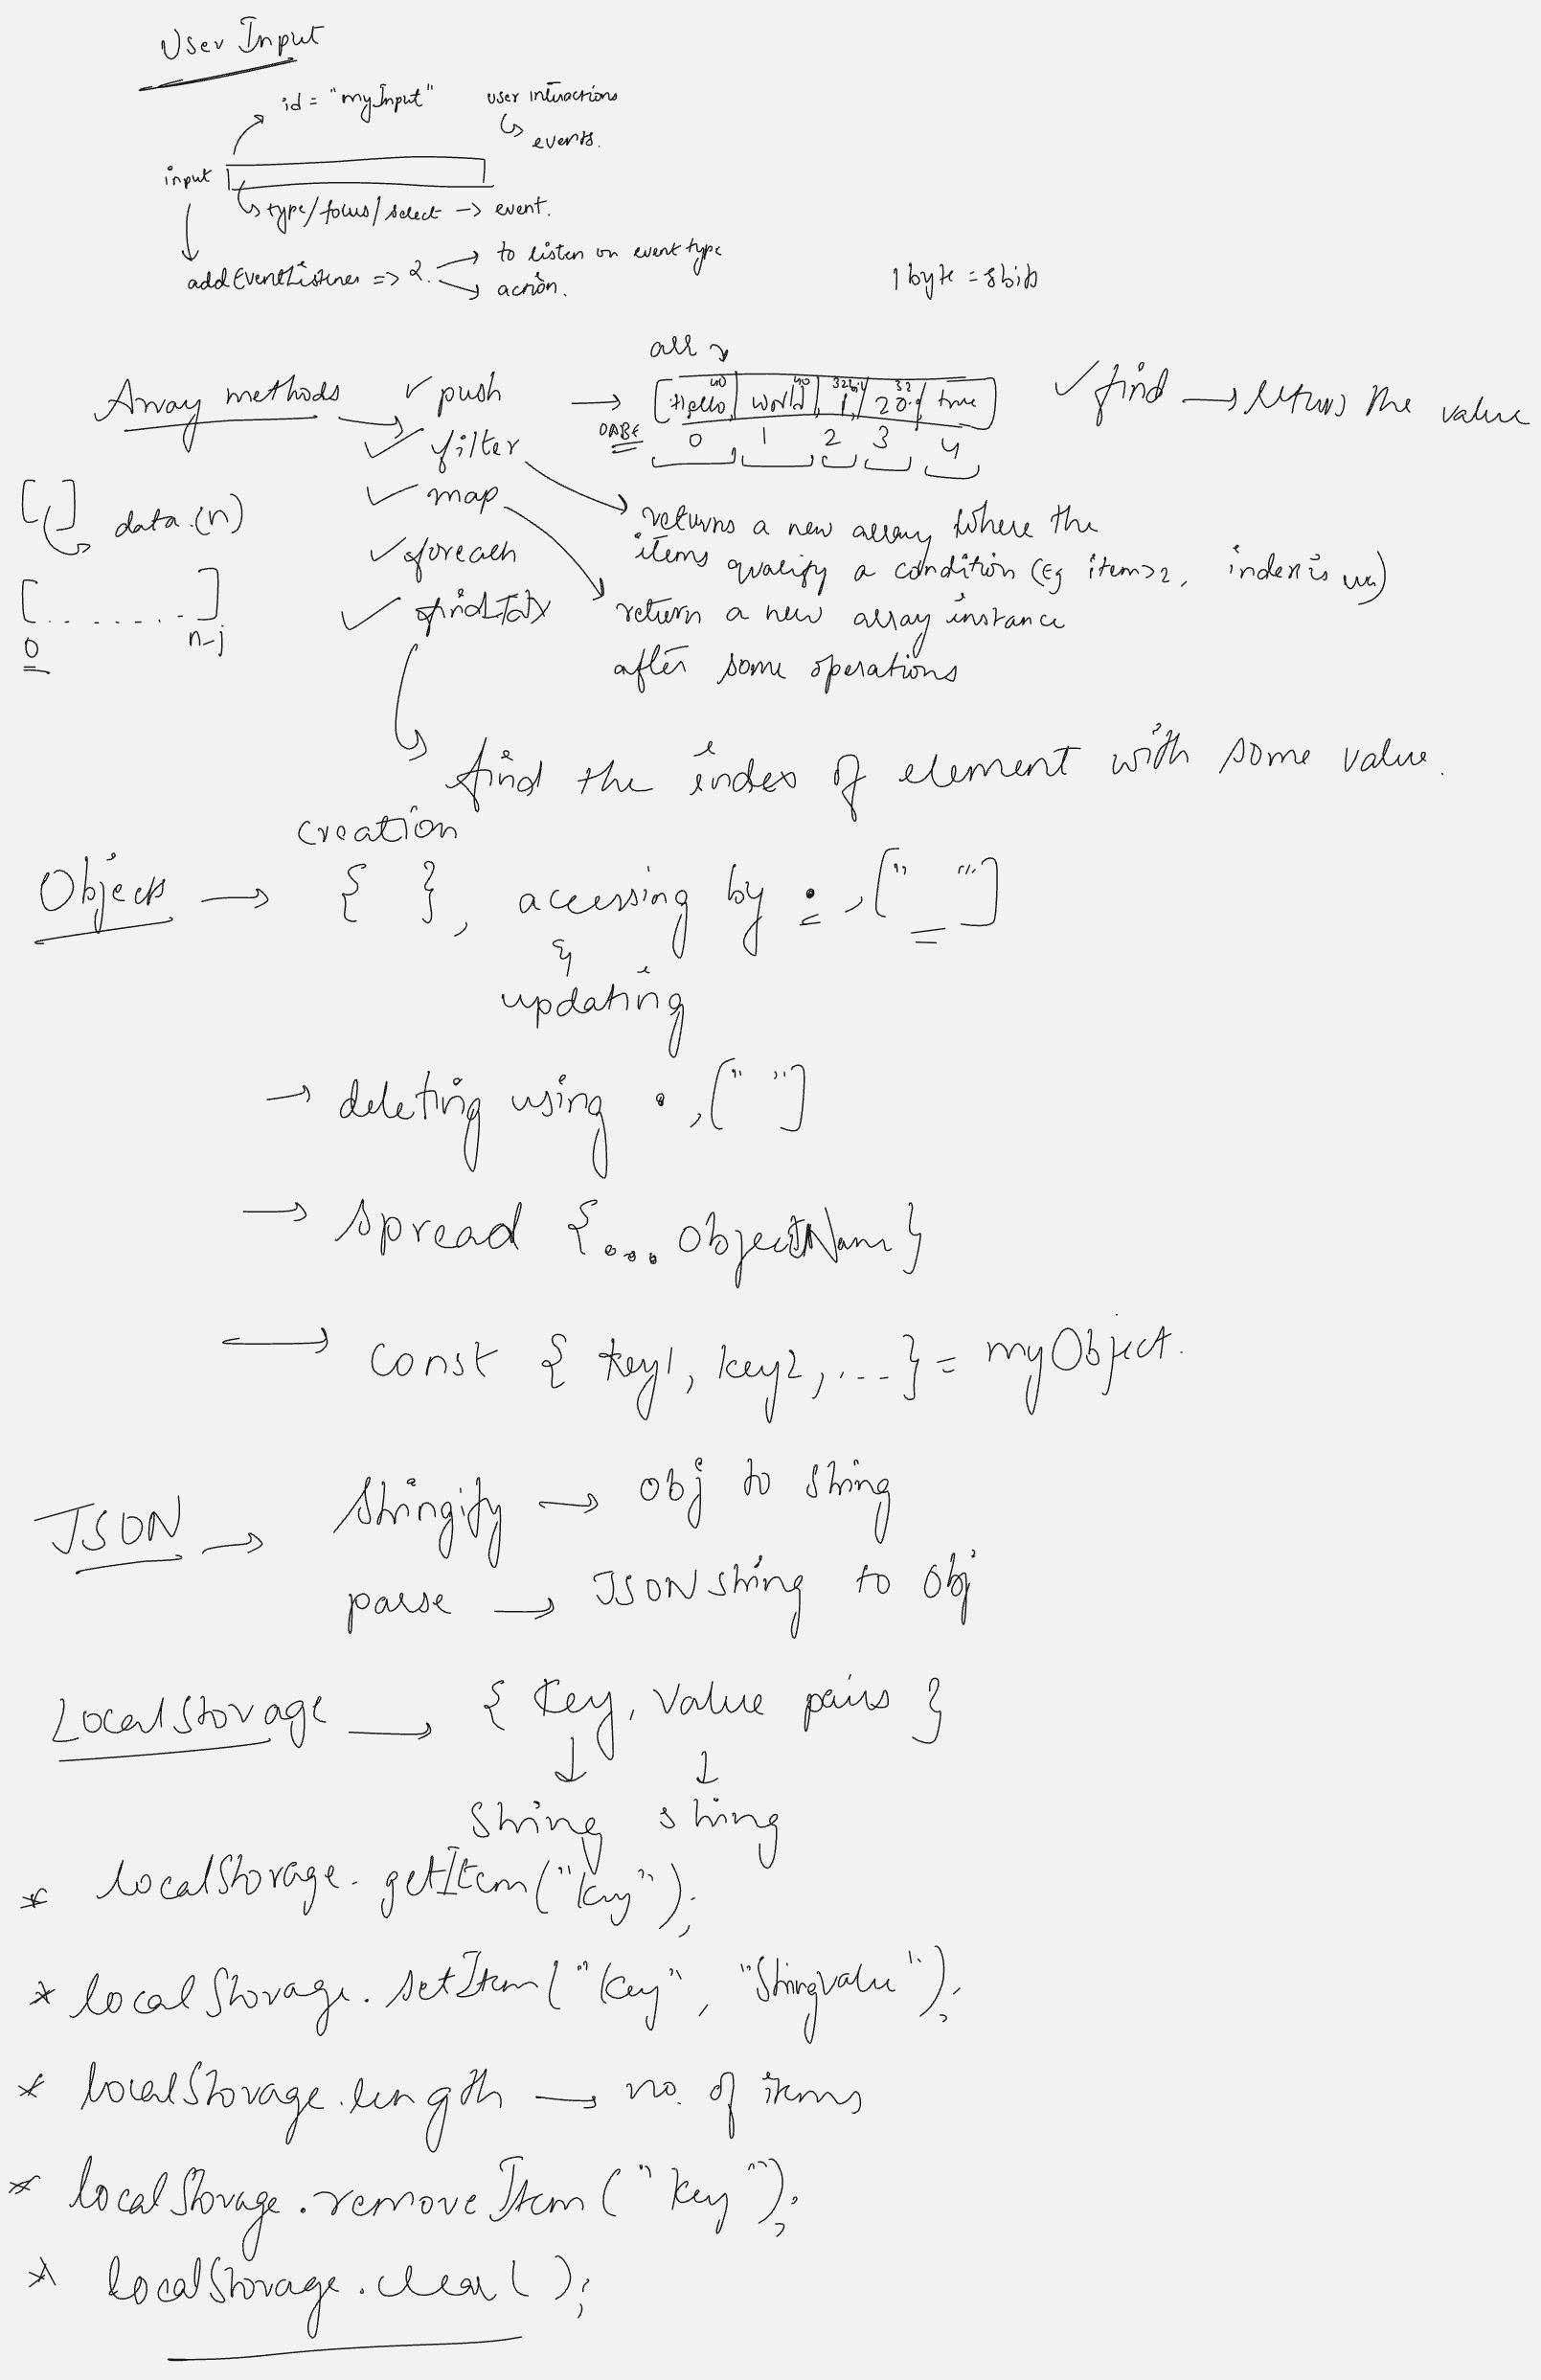 User Input
id = "myInput"
user interactions
↳ events.
input
↳ type/focus/select → event.
addEventListener => 2.
→ to listen on event type
→ action.
1 byte = 8 bits
arr
Array methods
✓ push → [Hello, world, 1, 20, true]
40 40 32bit 32
0 1 2 3 4
✓ find → returns the value
✓ filter
returns a new array where the
items qualify a condition (Eg item>2, index is
✓ map
return a new array instance
after some operations
✓ foreach
✓ findIdx
find the index of element with some value.
[ ] data.(n)
[ . . . . . . . . ]
0 n-1
creation
Objects → { }, accessing by ., [" "]
& updating
→ deleting using ., [" "]
→ spread {...ObjectName}
→ const { key1, key2, ... } = myObject.
JSON → stringify → obj to string
parse → JSON string to obj
LocalStorage → { key, value pairs }
↓ ↓
string string
* localStorage.getItem("key");
* localStorage.setItem("key", "Stringvalue");
* localStorage.length → no. of items
* localStorage.removeItem("key");
* localStorage.clear();